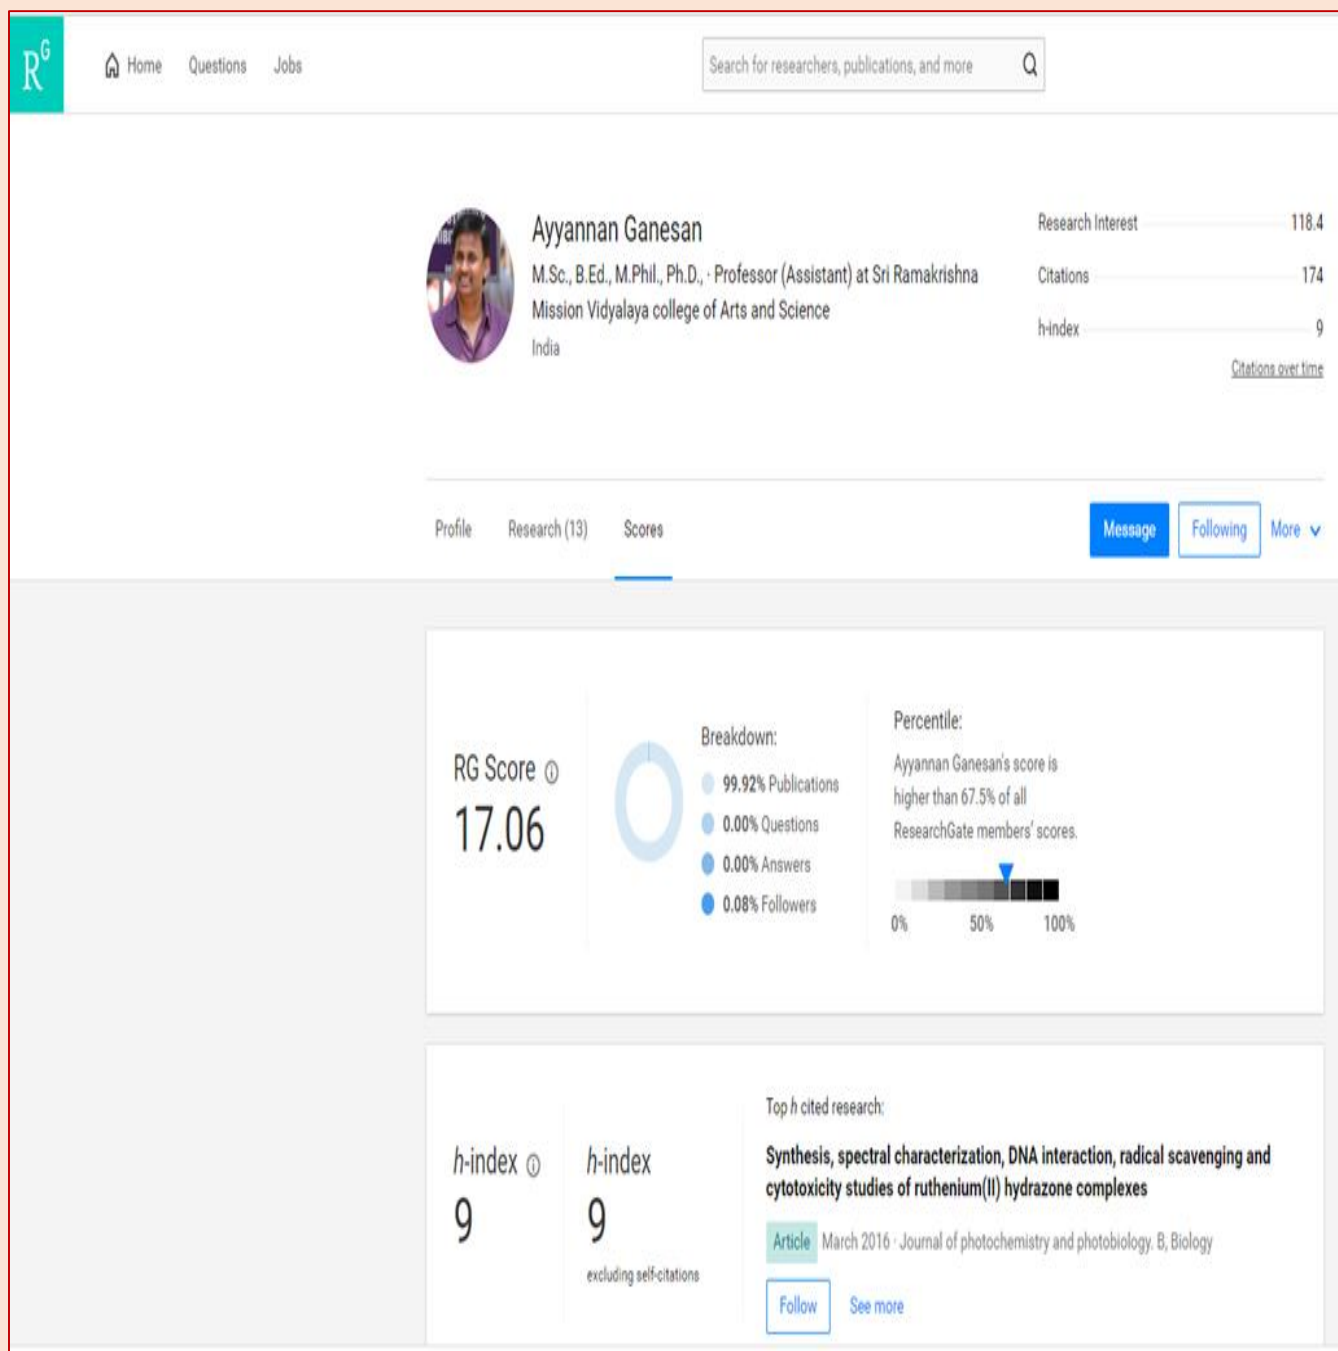 RG
Home Questions Jobs
Search for researchers, publications, and more
Ayyannan Ganesan
M.Sc., B.Ed., M.Phil., Ph.D., · Professor (Assistant) at Sri Ramakrishna
Mission Vidyalaya college of Arts and Science
India
Research Interest 118.4
Citations 174
h-index 9
Citations over time
Profile Research (13) Scores
Message Following More
RG Score
17.06
Breakdown:
99.92% Publications
0.00% Questions
0.00% Answers
0.08% Followers
Percentile:
Ayyannan Ganesan's score is
higher than 67.5% of all
ResearchGate members' scores.
0% 50% 100%
h-index
9
h-index
9
excluding self-citations
Top h cited research:
Synthesis, spectral characterization, DNA interaction, radical scavenging and
cytotoxicity studies of ruthenium(II) hydrazone complexes
Article March 2016 · Journal of photochemistry and photobiology. B, Biology
Follow See more